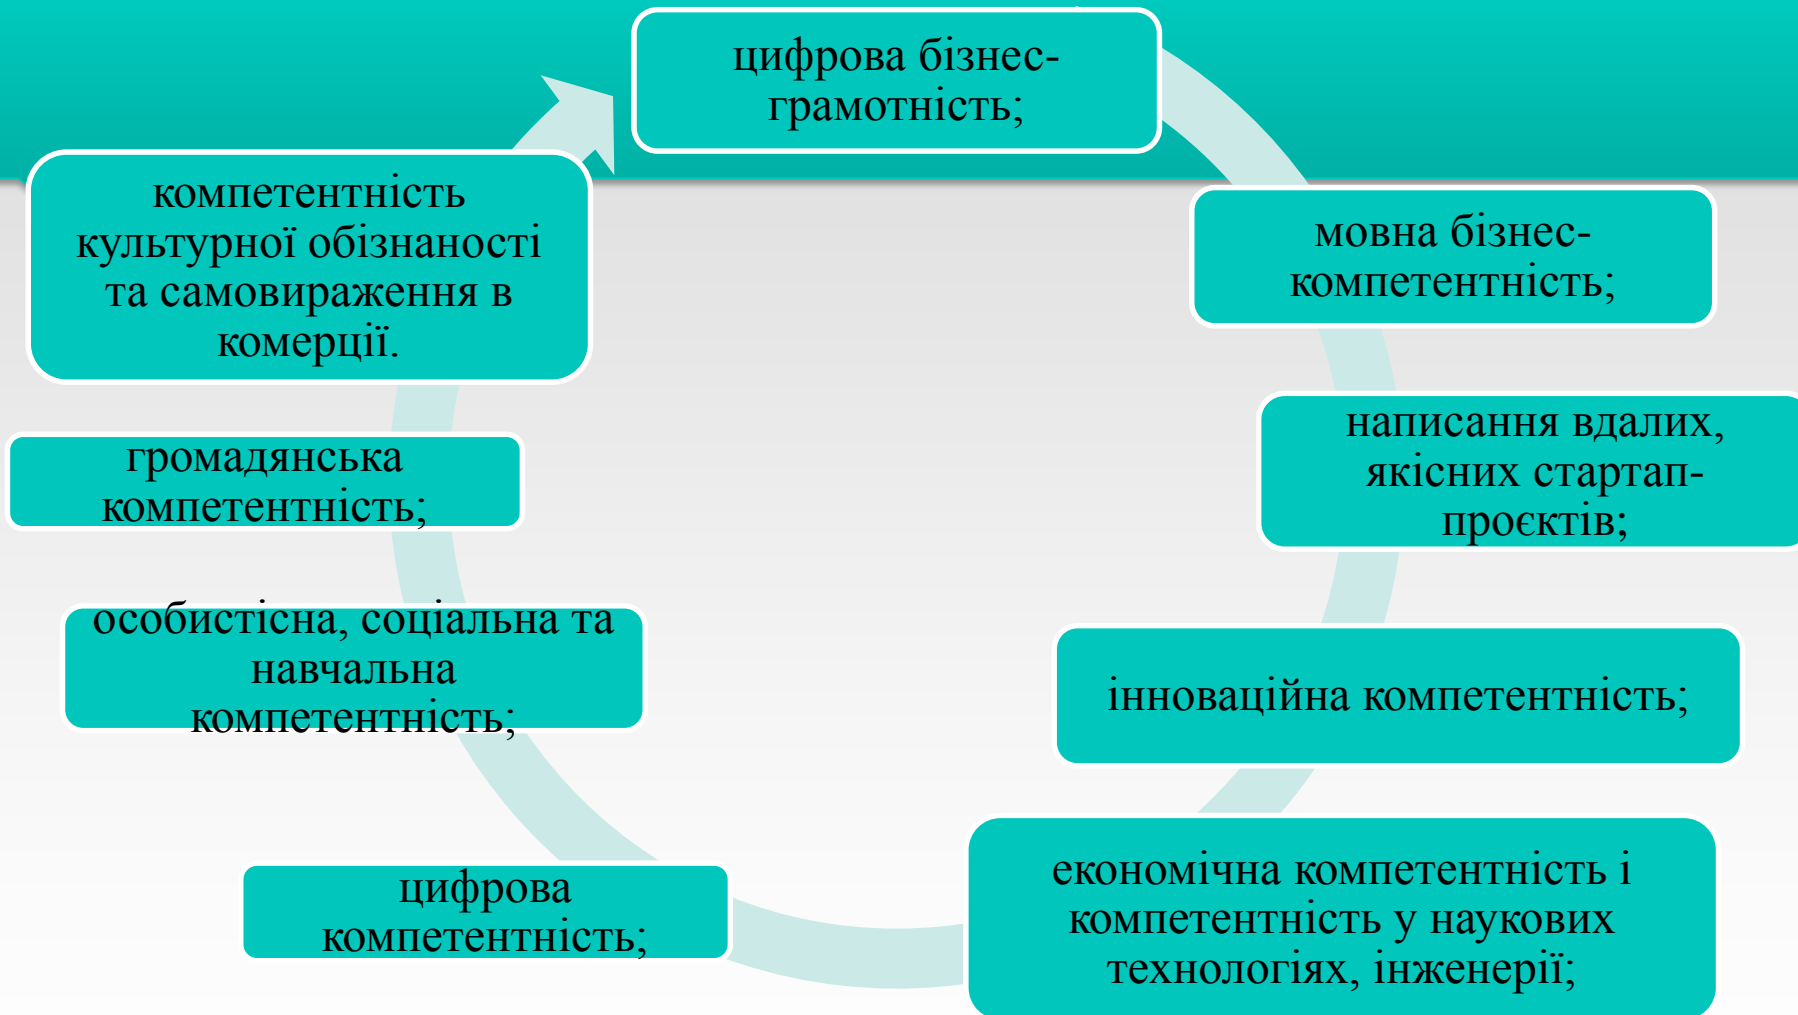 цифрова бізнес-
грамотність;
мовна бізнес-
компетентність;
написання вдалих,
якісних стартап-
проєктів;
інноваційна компетентність;
економічна компетентність і
компетентність у наукових
технологіях, інженерії;
цифрова
компетентність;
особистісна, соціальна та
навчальна
компетентність;
громадянська
компетентність;
компетентність
культурної обізнаності
та самовираження в
комерції.